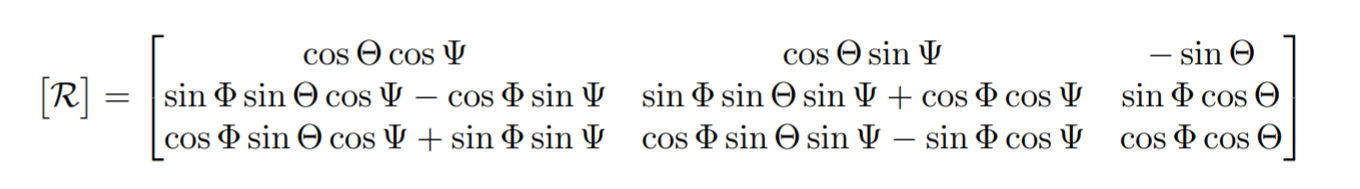 cos Θ cos Ψ cos Θ sin Ψ − sin Θ
[ℛ] = sin Φ sin Θ cos Ψ − cos Φ sin Ψ sin Φ sin Θ sin Ψ + cos Φ cos Ψ sin Φ cos Θ
cos Φ sin Θ cos Ψ + sin Φ sin Ψ cos Φ sin Θ sin Ψ − sin Φ cos Ψ cos Φ cos Θ